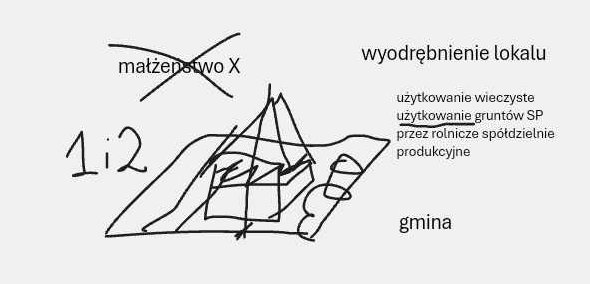 małżeństwo X
wyodrębnienie lokalu
użytkowanie wieczyste
użytkowanie gruntów SP
przez rolnicze spółdzielnie
produkcyjne
1 i 2
gmina